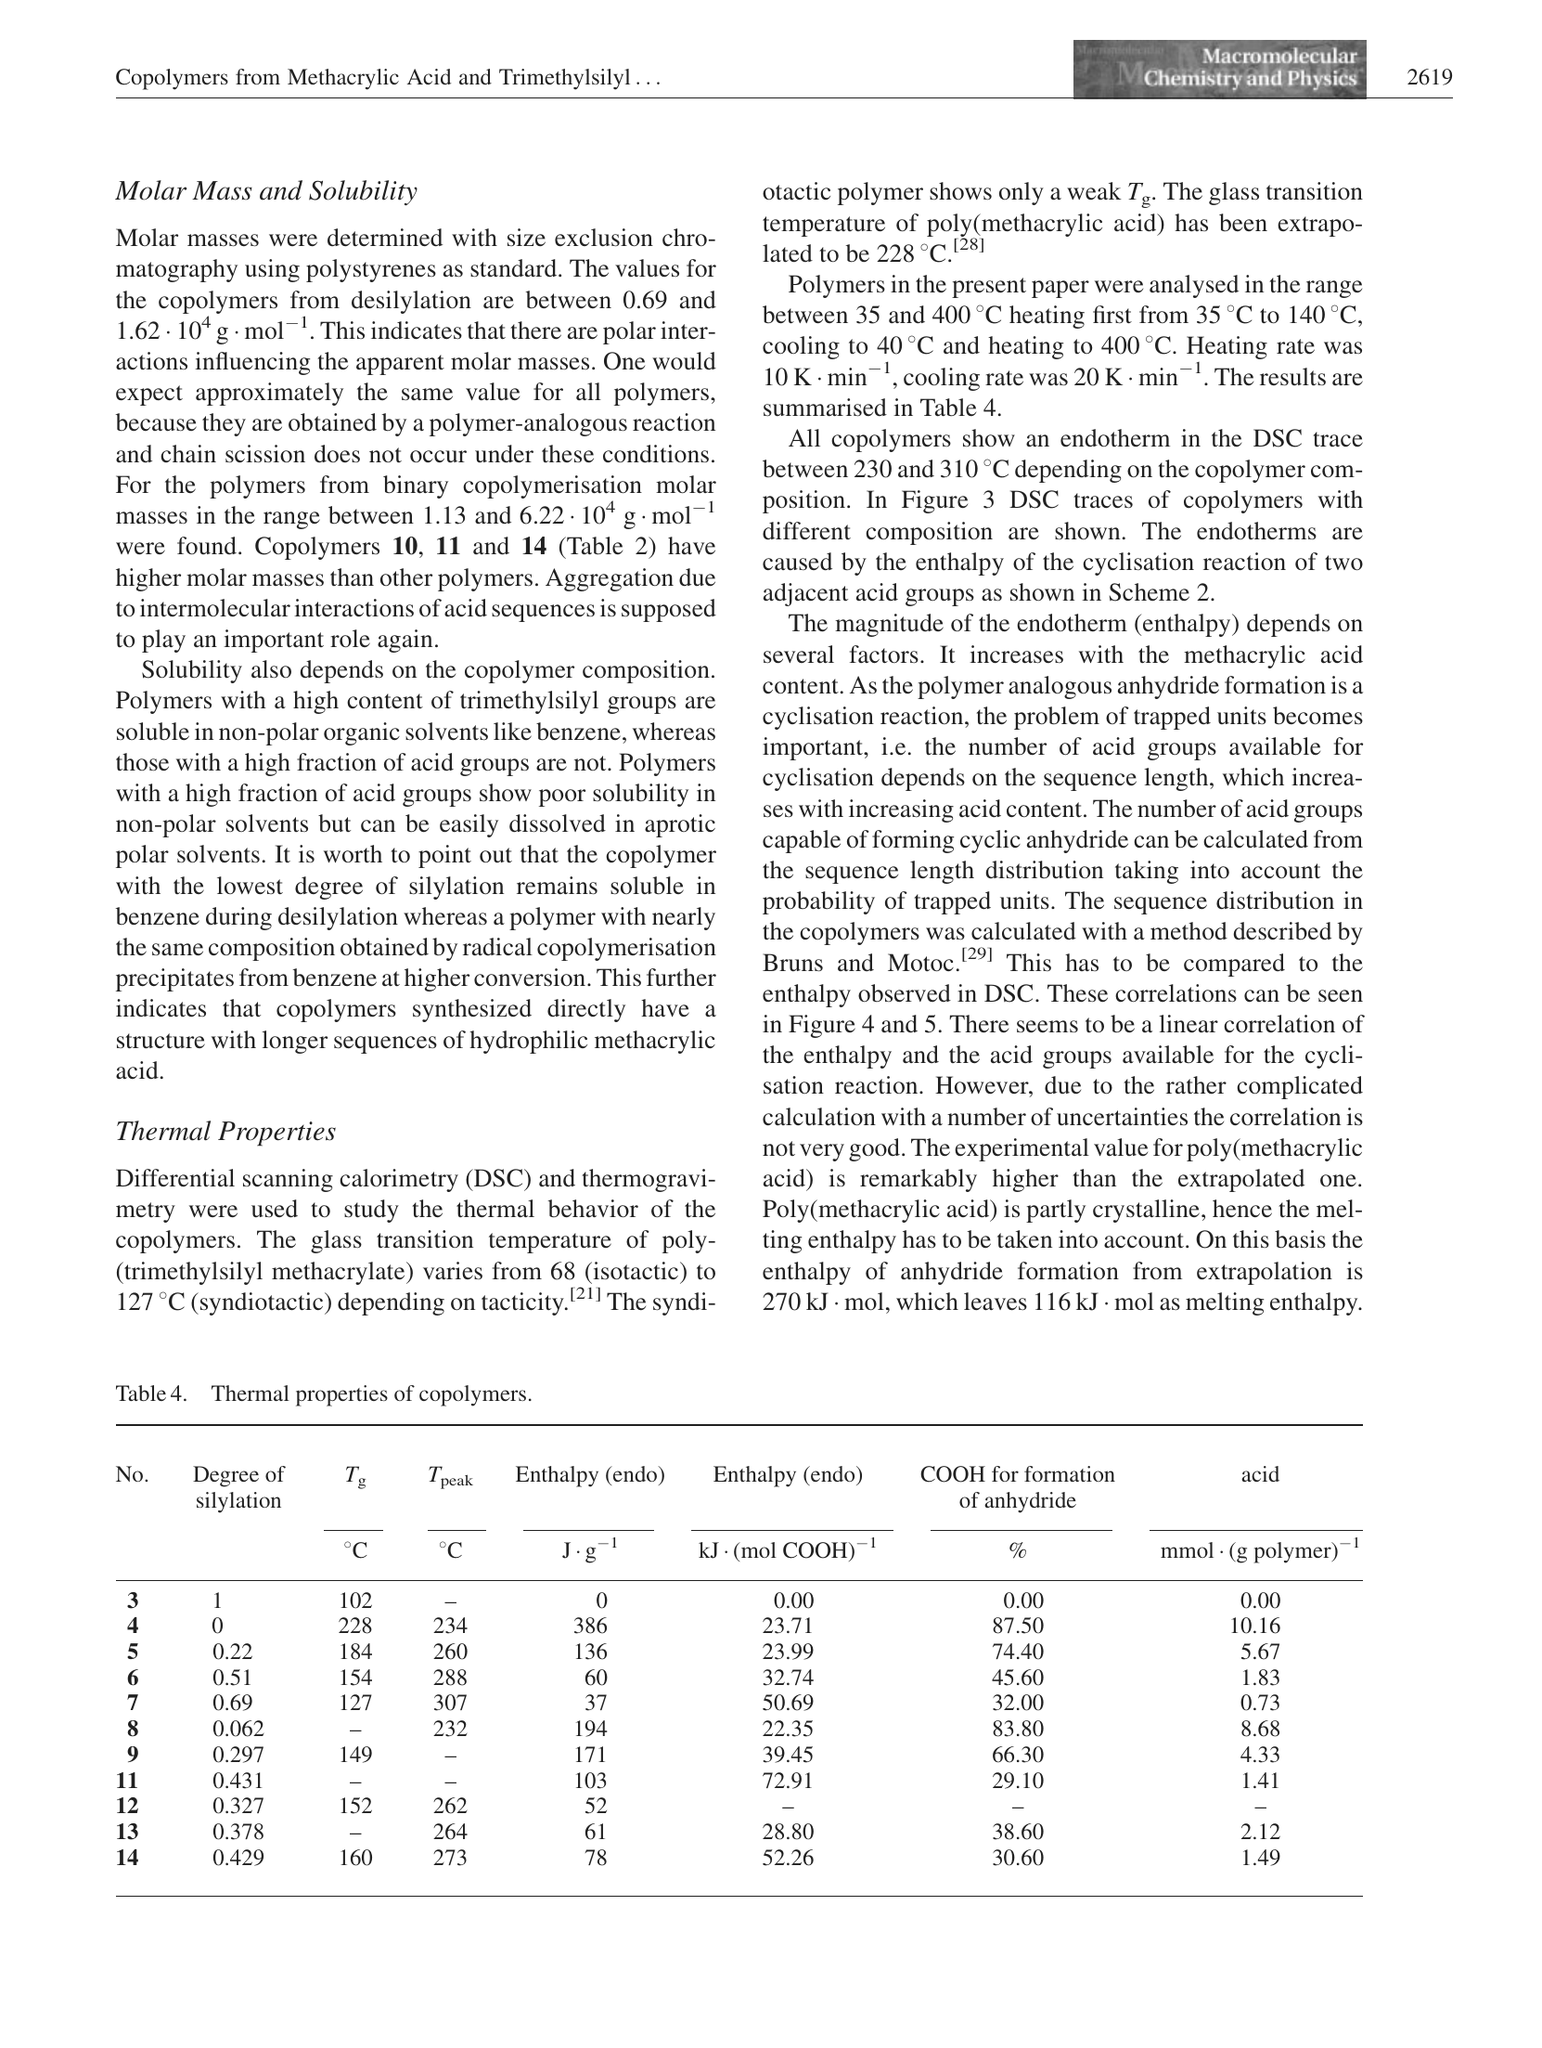 Copolymers from Methacrylic Acid and Trimethylsilyl . . .
Macromolecular
Chemistry and Physics
2619
Molar Mass and Solubility
Molar masses were determined with size exclusion chro-
matography using polystyrenes as standard. The values for
the copolymers from desilylation are between 0.69 and
1.62 · 10⁴ g · mol⁻¹. This indicates that there are polar inter-
actions influencing the apparent molar masses. One would
expect approximately the same value for all polymers,
because they are obtained by a polymer-analogous reaction
and chain scission does not occur under these conditions.
For the polymers from binary copolymerisation molar
masses in the range between 1.13 and 6.22 · 10⁴ g · mol⁻¹
were found. Copolymers 10, 11 and 14 (Table 2) have
higher molar masses than other polymers. Aggregation due
to intermolecular interactions of acid sequences is supposed
to play an important role again.
Solubility also depends on the copolymer composition.
Polymers with a high content of trimethylsilyl groups are
soluble in non-polar organic solvents like benzene, whereas
those with a high fraction of acid groups are not. Polymers
with a high fraction of acid groups show poor solubility in
non-polar solvents but can be easily dissolved in aprotic
polar solvents. It is worth to point out that the copolymer
with the lowest degree of silylation remains soluble in
benzene during desilylation whereas a polymer with nearly
the same composition obtained by radical copolymerisation
precipitates from benzene at higher conversion. This further
indicates that copolymers synthesized directly have a
structure with longer sequences of hydrophilic methacrylic
acid.
Thermal Properties
Differential scanning calorimetry (DSC) and thermogravi-
metry were used to study the thermal behavior of the
copolymers. The glass transition temperature of poly-
(trimethylsilyl methacrylate) varies from 68 (isotactic) to
127 °C (syndiotactic) depending on tacticity.[21] The syndi-
otactic polymer shows only a weak Tg. The glass transition
temperature of poly(methacrylic acid) has been extrapo-
lated to be 228 °C.[28]
Polymers in the present paper were analysed in the range
between 35 and 400 °C heating first from 35 °C to 140 °C,
cooling to 40 °C and heating to 400 °C. Heating rate was
10 K · min⁻¹, cooling rate was 20 K · min⁻¹. The results are
summarised in Table 4.
All copolymers show an endotherm in the DSC trace
between 230 and 310 °C depending on the copolymer com-
position. In Figure 3 DSC traces of copolymers with
different composition are shown. The endotherms are
caused by the enthalpy of the cyclisation reaction of two
adjacent acid groups as shown in Scheme 2.
The magnitude of the endotherm (enthalpy) depends on
several factors. It increases with the methacrylic acid
content. As the polymer analogous anhydride formation is a
cyclisation reaction, the problem of trapped units becomes
important, i.e. the number of acid groups available for
cyclisation depends on the sequence length, which increa-
ses with increasing acid content. The number of acid groups
capable of forming cyclic anhydride can be calculated from
the sequence length distribution taking into account the
probability of trapped units. The sequence distribution in
the copolymers was calculated with a method described by
Bruns and Motoc.[29] This has to be compared to the
enthalpy observed in DSC. These correlations can be seen
in Figure 4 and 5. There seems to be a linear correlation of
the enthalpy and the acid groups available for the cycli-
sation reaction. However, due to the rather complicated
calculation with a number of uncertainties the correlation is
not very good. The experimental value for poly(methacrylic
acid) is remarkably higher than the extrapolated one.
Poly(methacrylic acid) is partly crystalline, hence the mel-
ting enthalpy has to be taken into account. On this basis the
enthalpy of anhydride formation from extrapolation is
270 kJ · mol, which leaves 116 kJ · mol as melting enthalpy.
Table 4. Thermal properties of copolymers.
No. Degree of Tg Tpeak Enthalpy (endo) Enthalpy (endo) COOH for formation acid
silylation of anhydride
°C °C J · g⁻¹ kJ · (mol COOH)⁻¹ % mmol · (g polymer)⁻¹
3 1 102 – 0 0.00 0.00 0.00
4 0 228 234 386 23.71 87.50 10.16
5 0.22 184 260 136 23.99 74.40 5.67
6 0.51 154 288 60 32.74 45.60 1.83
7 0.69 127 307 37 50.69 32.00 0.73
8 0.062 – 232 194 22.35 83.80 8.68
9 0.297 149 – 171 39.45 66.30 4.33
11 0.431 – – 103 72.91 29.10 1.41
12 0.327 152 262 52 – – –
13 0.378 – 264 61 28.80 38.60 2.12
14 0.429 160 273 78 52.26 30.60 1.49